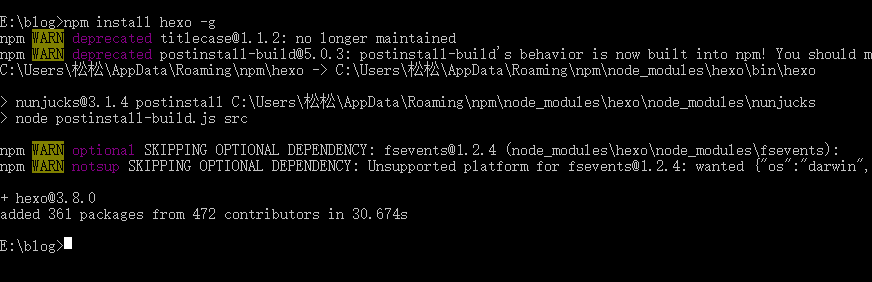 E:\blog>npm install hexo -g
npm WARN deprecated titlecase@1.1.2: no longer maintained
npm WARN deprecated postinstall-build@5.0.3: postinstall-build's behavior is now built into npm! You should m
C:\Users\松松\AppData\Roaming\npm\hexo -> C:\Users\松松\AppData\Roaming\npm\node_modules\hexo\bin\hexo
> nunjucks@3.1.4 postinstall C:\Users\松松\AppData\Roaming\npm\node_modules\hexo\node_modules\nunjucks
> node postinstall-build.js src
npm WARN optional SKIPPING OPTIONAL DEPENDENCY: fsevents@1.2.4 (node_modules\hexo\node_modules\fsevents):
npm WARN notsup SKIPPING OPTIONAL DEPENDENCY: Unsupported platform for fsevents@1.2.4: wanted {"os":"darwin",
+ hexo@3.8.0
added 361 packages from 472 contributors in 30.674s
E:\blog>